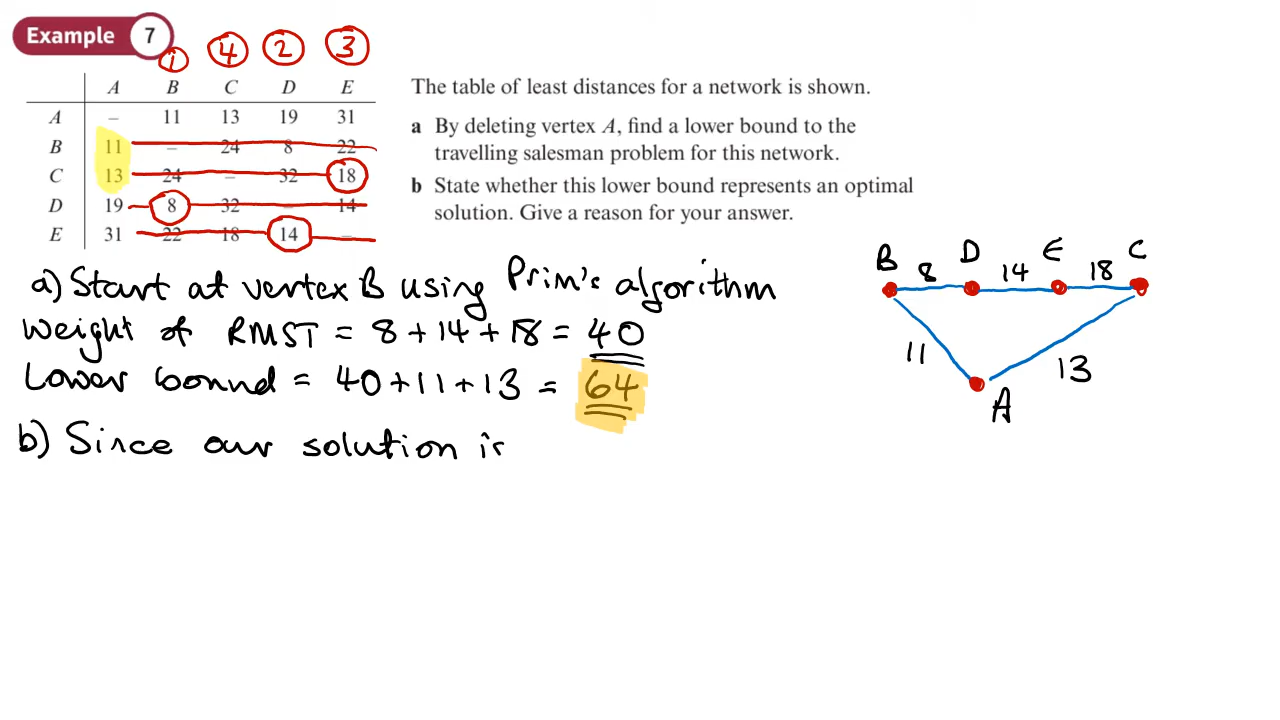 Example 7
1 4 2 3
A B C D E
A – 11 13 19 31
B 11 – 24 8 22
C 13 24 – 32 18
D 19 8 32 – 14
E 31 22 18 14 –
The table of least distances for a network is shown.
a By deleting vertex A, find a lower bound to the
travelling salesman problem for this network.
b State whether this lower bound represents an optimal
solution. Give a reason for your answer.
a) Start at vertex B using Prim's algorithm
Weight of RMST = 8 + 14 + 18 = 40
Lower bound = 40 + 11 + 13 = 64
b) Since our solution is
B 8 D 14 E 18 C
11 13
A